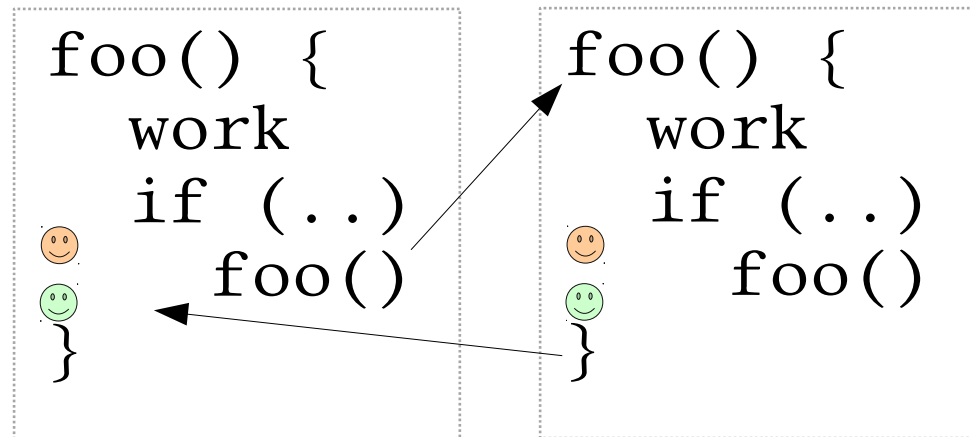 foo() {
work
if (..)
foo()
}
foo() {
work
if (..)
foo()
}